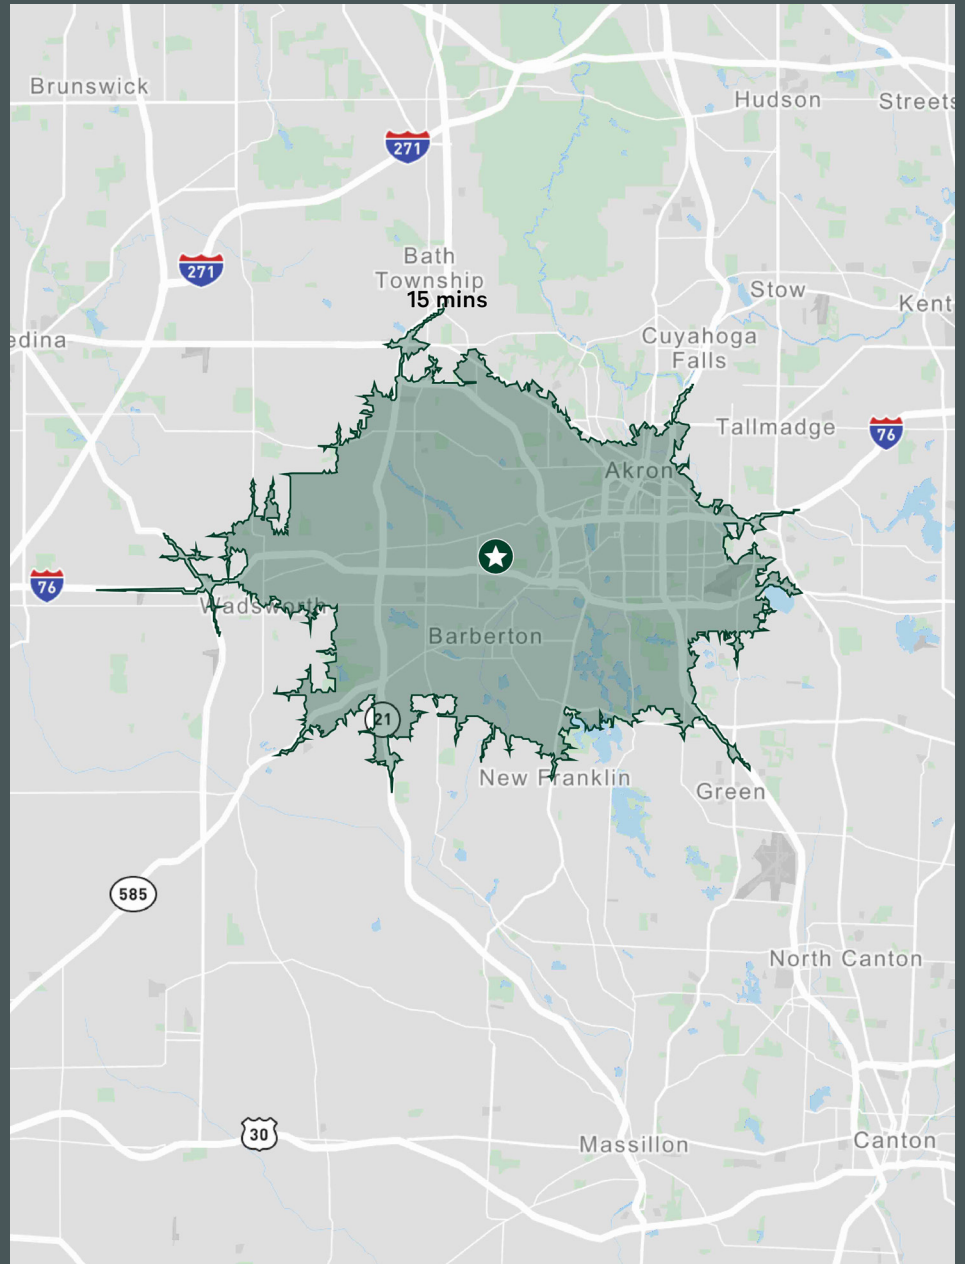 Brunswick
Hudson
Streets
271
271
Bath
Township
15 mins
Stow
Kent
edina
Cuyahoga
Falls
Tallmadge
76
Akron
76
Wadsworth
Barberton
21
New Franklin
Green
585
North Canton
30
Massillon
Canton